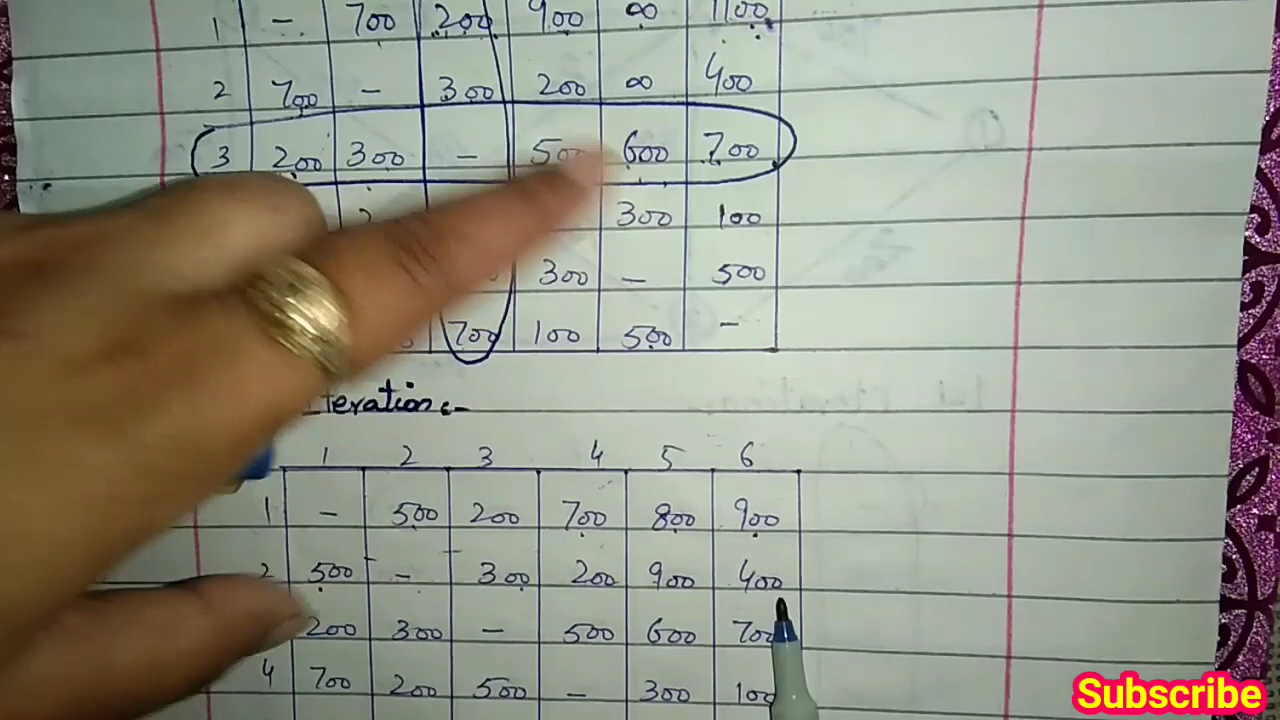 1 - 700 200 900 ∞ 1100
2 700 - 300 200 ∞ 400
3 200 300 - 500 600 700
300 100
300 - 500
700 100 500 -
Iteration:-
1 2 3 4 5 6
1 - 500 200 700 800 900
2 500 - 300 200 900 400
200 300 - 500 600 700
4 700 200 500 - 300 100
Subscribe